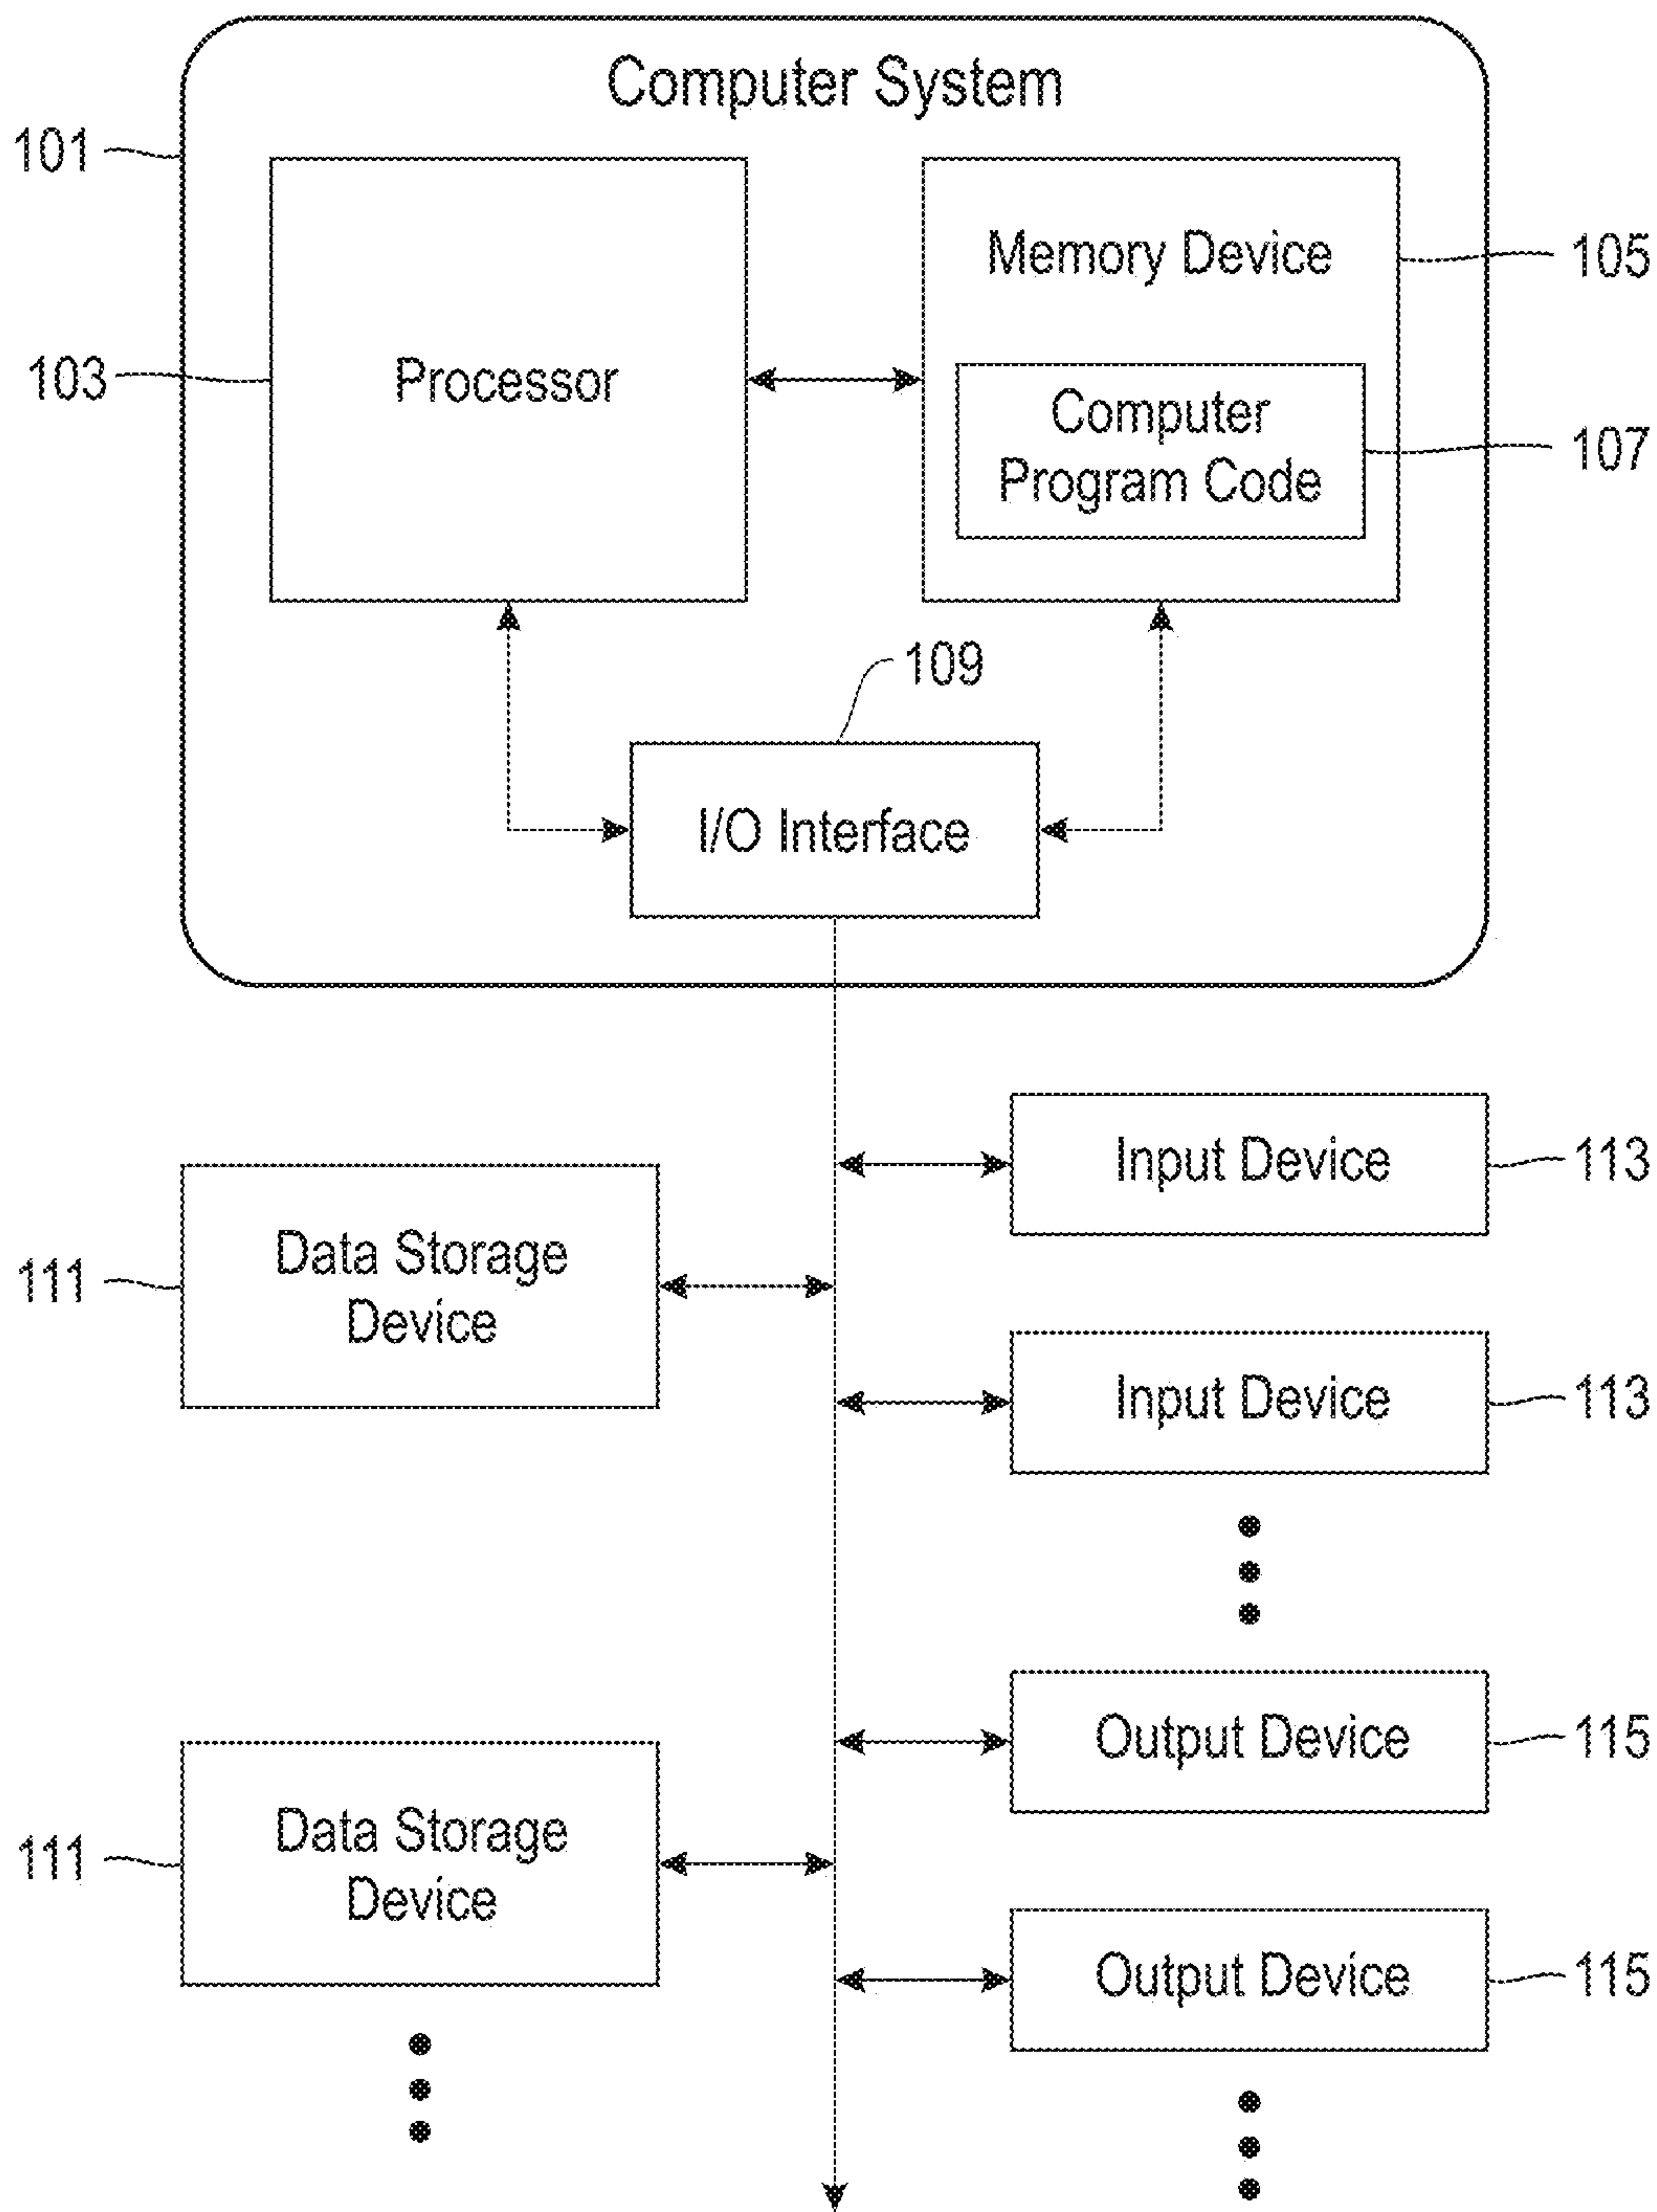 Computer System
101
103
Processor
Memory Device
105
Computer
Program Code
107
109
I/O Interface
Input Device
113
111
Data Storage
Device
Input Device
113
Output Device
115
111
Data Storage
Device
Output Device
115